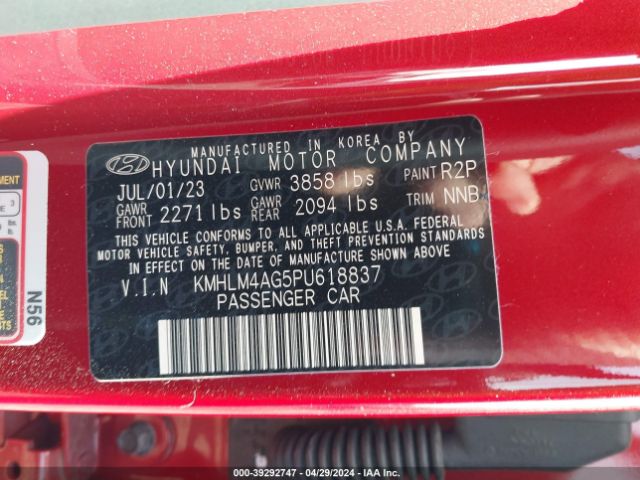 MANUFACTURED IN KOREA BY
HYUNDAI MOTOR COMPANY
JUL/01/23 GVWR 3858 lbs PAINT R2P
GAWR FRONT 2271 lbs GAWR REAR 2094 lbs TRIM NNB
THIS VEHICLE CONFORMS TO ALL APPLICABLE U.S.A. FEDERAL
MOTOR VEHICLE SAFETY, BUMPER, AND THEFT PREVENTION STANDARDS
IN EFFECT ON THE DATE OF MANUFACTURE SHOWN ABOVE.
V.I.N KMHLM4AG5PU618837
PASSENGER CAR
MENT
3
N56
000-39292747 - 04/29/2024 - IAA Inc.